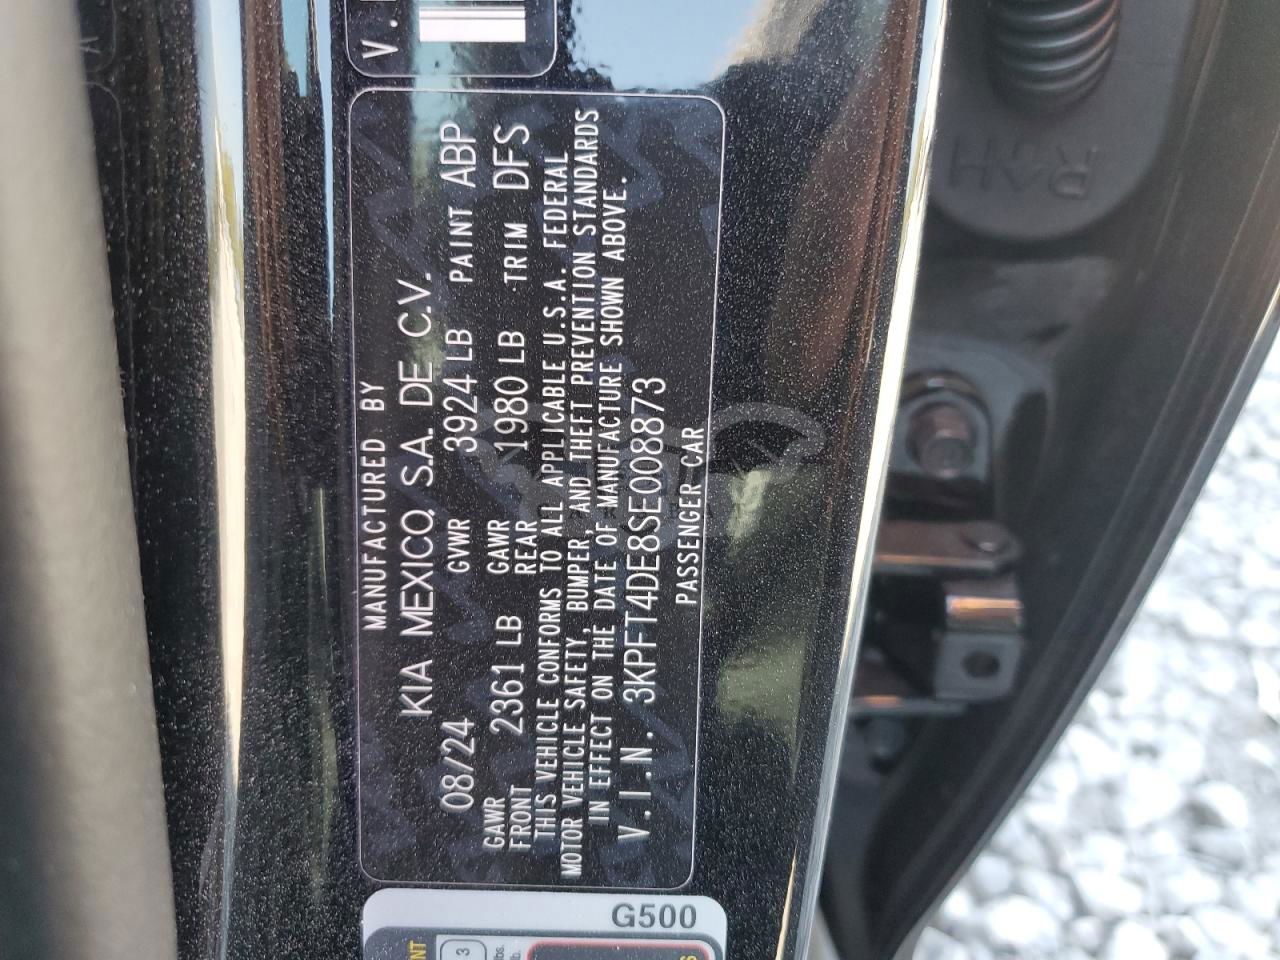 MANUFACTURED BY
KIA MEXICO, S.A. DE C.V.
08/24 GVWR 3924 LB PAINT ABP
GAWR FRONT 2361 LB GAWR REAR 1980 LB TRIM DFS
THIS VEHICLE CONFORMS TO ALL APPLICABLE U.S.A. FEDERAL
MOTOR VEHICLE SAFETY, BUMPER, AND THEFT PREVENTION STANDARDS
IN EFFECT ON THE DATE OF MANUFACTURE SHOWN ABOVE.
V.I.N. 3KPFT4DE8SE008873
PASSENGER CAR
G500
3
RH